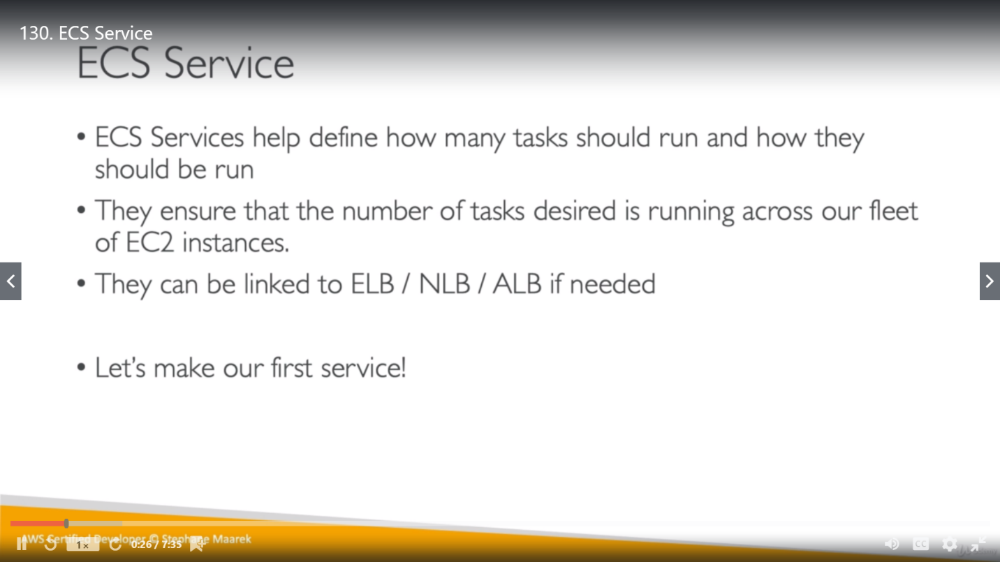 130. ECS Service
ECS Service
• ECS Services help define how many tasks should run and how they
should be run
• They ensure that the number of tasks desired is running across our fleet
of EC2 instances.
• They can be linked to ELB / NLB / ALB if needed
• Let's make our first service!
AWS Certified Developer © Stephane Maarek
1×
0:26 / 7:35
CC